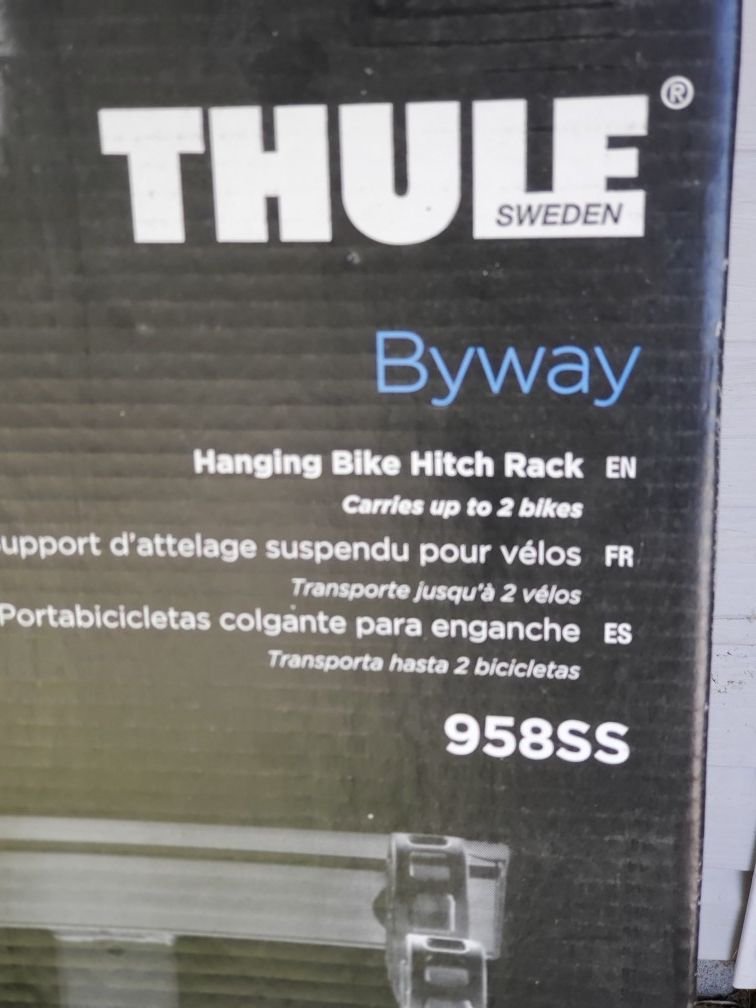 THULE®
SWEDEN
Byway
Hanging Bike Hitch Rack EN
Carries up to 2 bikes
upport d'attelage suspendu pour vélos FR
Transporte jusqu'à 2 vélos
Portabicicletas colgante para enganche ES
Transporta hasta 2 bicicletas
958SS